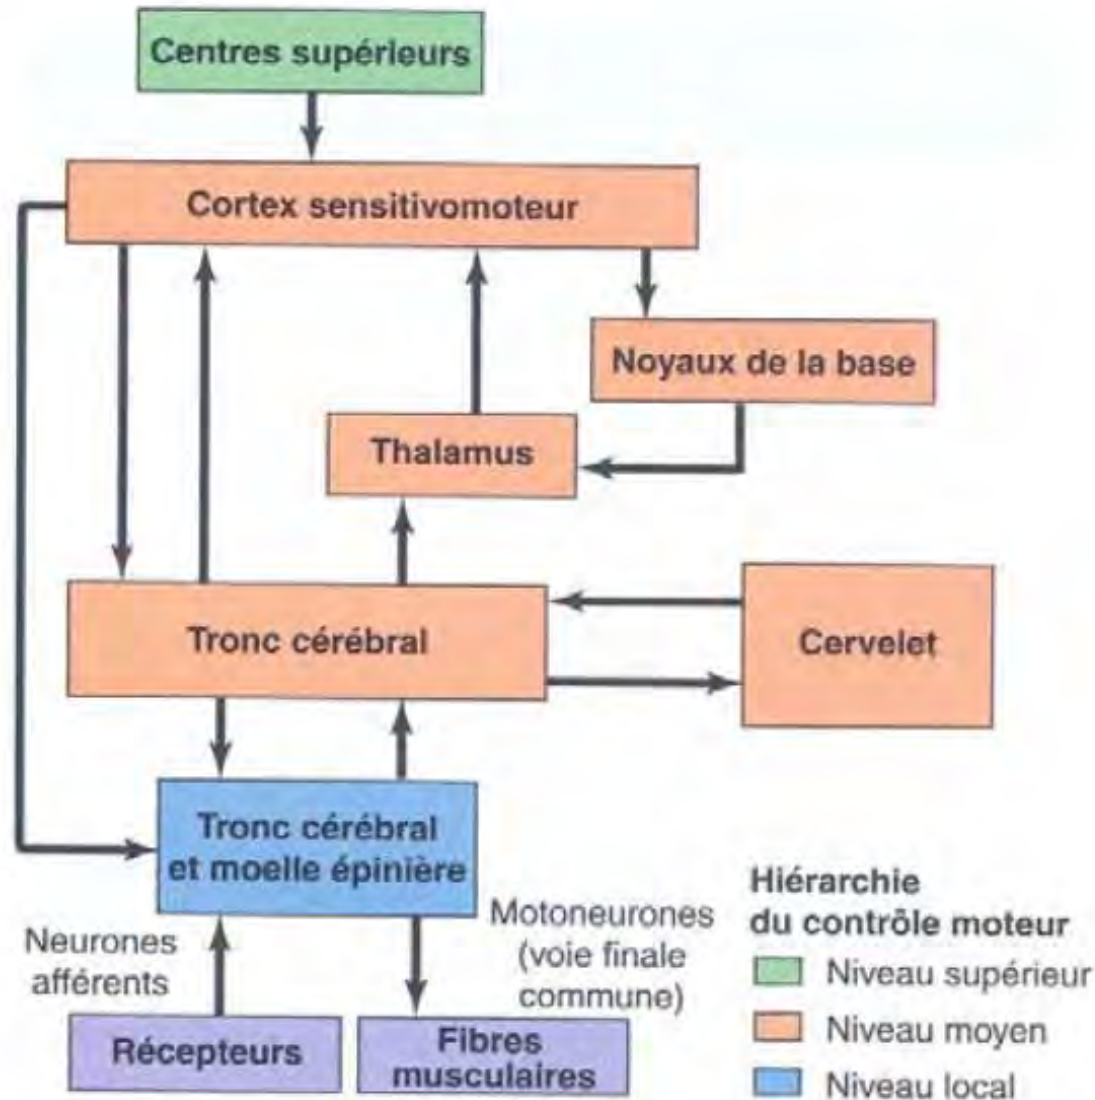 Centres supérieurs
Cortex sensitivomoteur
Noyaux de la base
Thalamus
Tronc cérébral
Cervelet
Tronc cérébral
et moelle épinière
Neurones
afférents
Motoneurones
(voie finale
commune)
Récepteurs
Fibres
musculaires
Hiérarchie
du contrôle moteur
Niveau supérieur
Niveau moyen
Niveau local